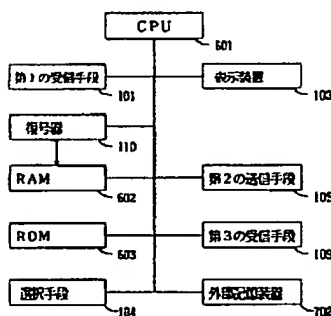 CPU
601
第1の受信手段
101
表示装置
103
復号器
110
RAM
602
第2の送信手段
105
ROM
603
第3の受信手段
109
選択手段
104
外部記憶装置
702